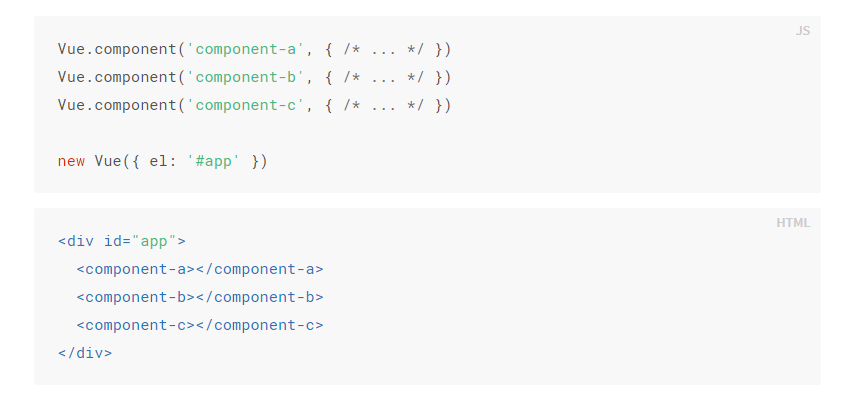 JS
Vue.component('component-a', { /* ... */ })
Vue.component('component-b', { /* ... */ })
Vue.component('component-c', { /* ... */ })
new Vue({ el: '#app' })
HTML
<div id="app">
  <component-a></component-a>
  <component-b></component-b>
  <component-c></component-c>
</div>